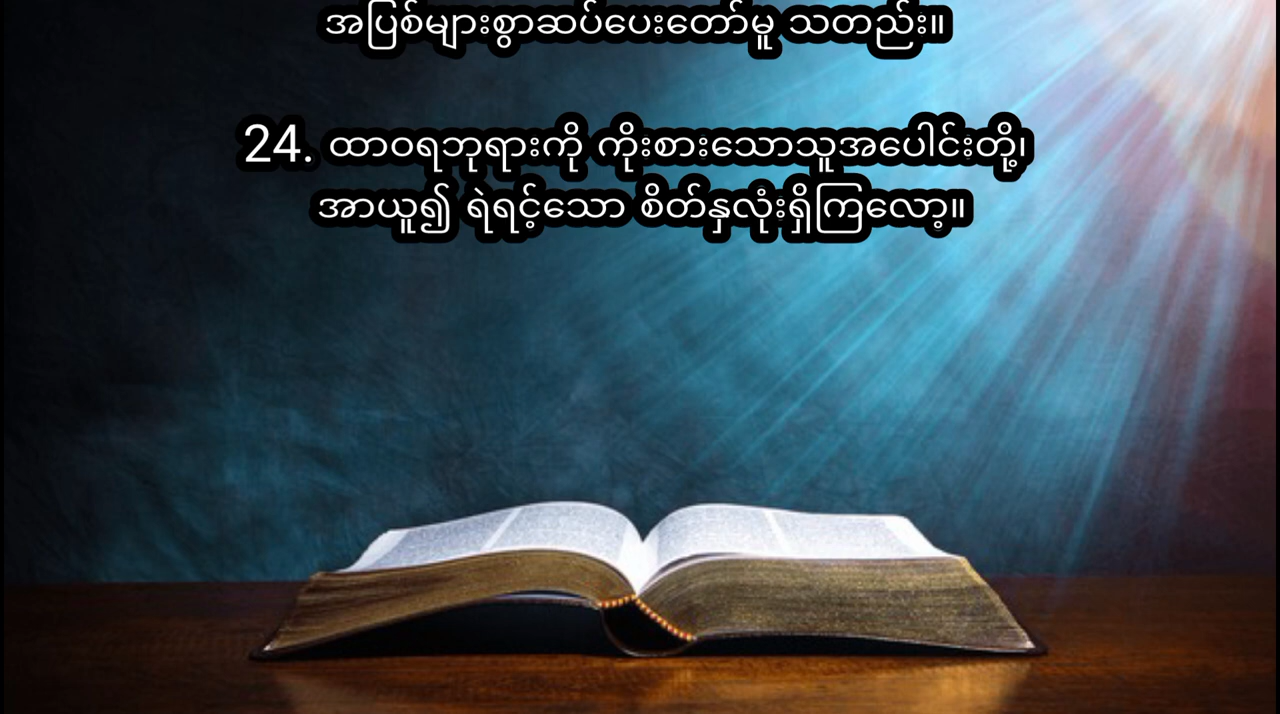 အပြစ်များစွာဆပ်ပေးတော်မူ သတည်း။
24. ထာဝရဘုရားကို ကိုးစားသောသူအပေါင်းတို့၊
အာယူ၍ ရဲရင့်သော စိတ်နှလုံးရှိကြလော့။